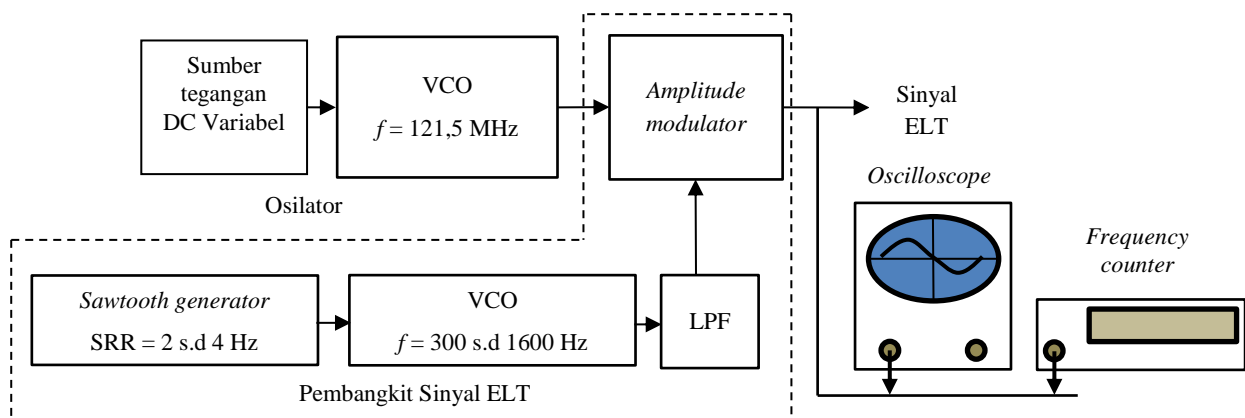 Sumber
tegangan
DC Variabel
VCO
f = 121,5 MHz
Amplitude
modulator
Sinyal
ELT
Osilator
Oscilloscope
Frequency
counter
Sawtooth generator
SRR = 2 s.d 4 Hz
VCO
f = 300 s.d 1600 Hz
LPF
Pembangkit Sinyal ELT